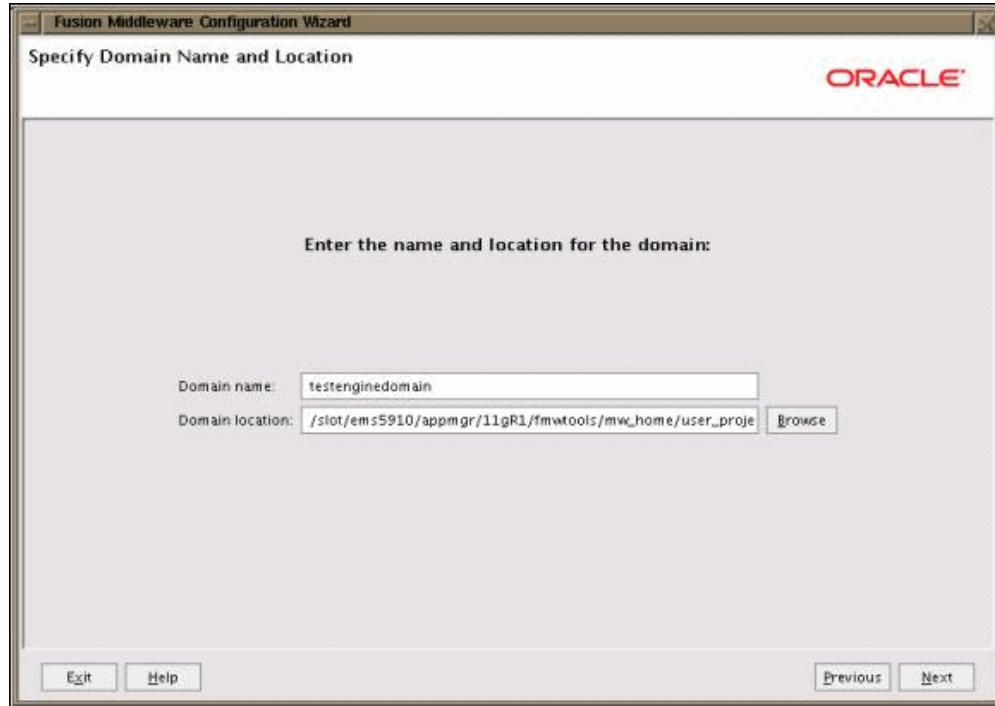 Fusion Middleware Configuration Wizard
Specify Domain Name and Location
ORACLE
Enter the name and location for the domain:
Domain name: testenginedomain
Domain location: /slot/ems5910/appmgr/11gR1/fmwtools/mw_home/user_proje Browse
Exit Help Previous Next